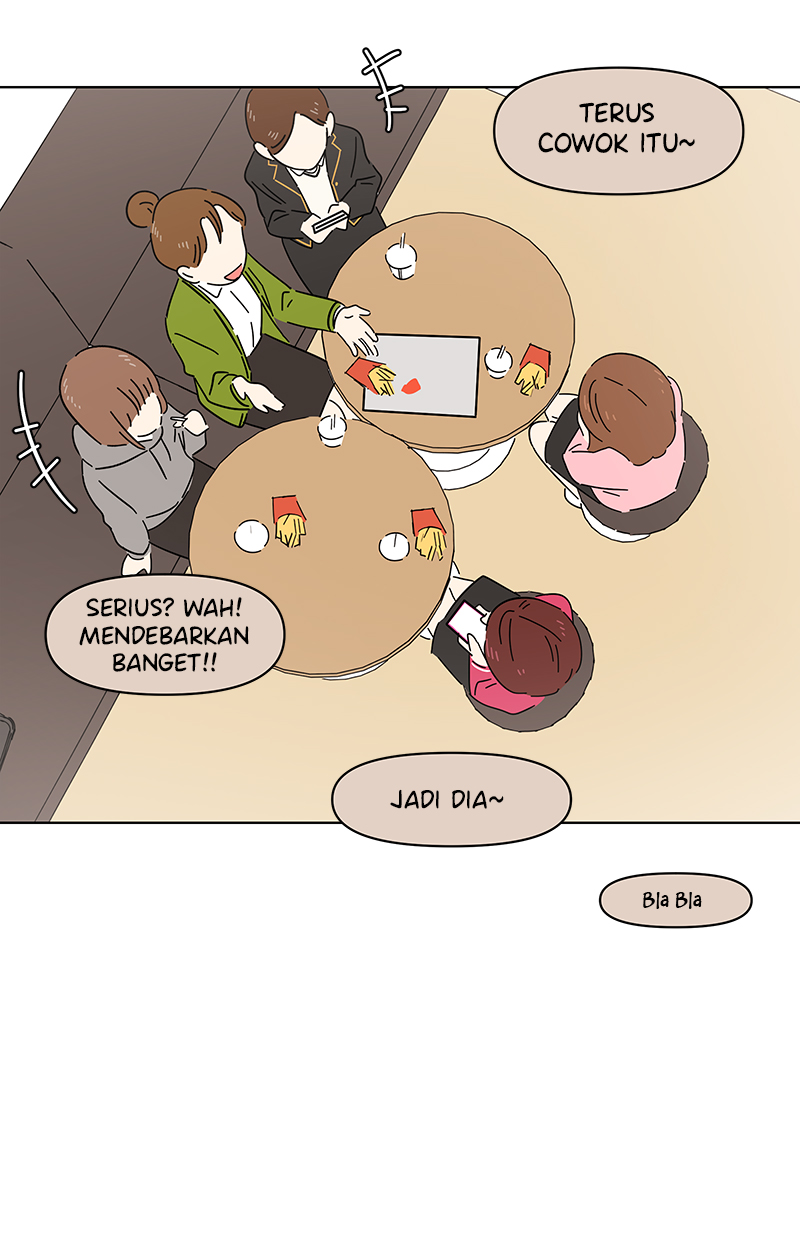 TERUS
COWOK ITU~
SERIUS? WAH!
MENDEBARKAN
BANGET!!
JADI DIA~
Bla Bla